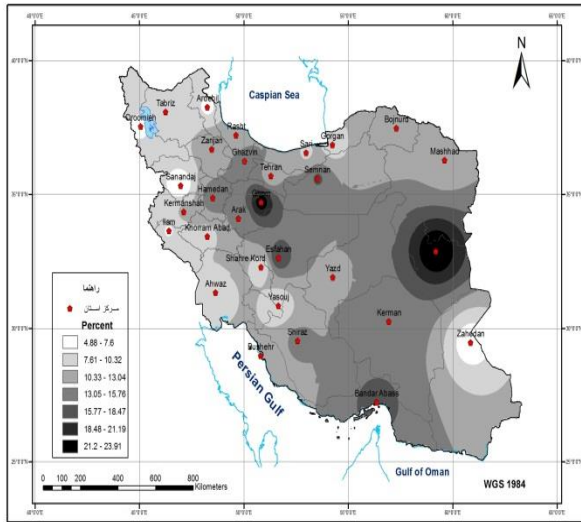 N
Caspian Sea
Ardebil
Tabriz
Oroomieh
Rasht
Zanjan
Ghazvin
Sari
Gorgan
Bojnurd
Mashhad
Tehran
Semnan
Sanandaj
Hamedan
Kermanshah
Arak
Ilam
Khorram Abad
Esfahan
Shahre Kord
Yazd
Ahwaz
Yasouj
Kerman
Zahedan
Shiraz
Bushehr
Bandar Abass
Persian Gulf
Gulf of Oman
راهنما
مرکز استان
Percent
4.88 - 7.6
7.61 - 10.32
10.33 - 13.04
13.05 - 15.76
15.77 - 18.47
18.48 - 21.19
21.2 - 23.91
0 100 200 400 600 800
Kilometers
WGS 1984